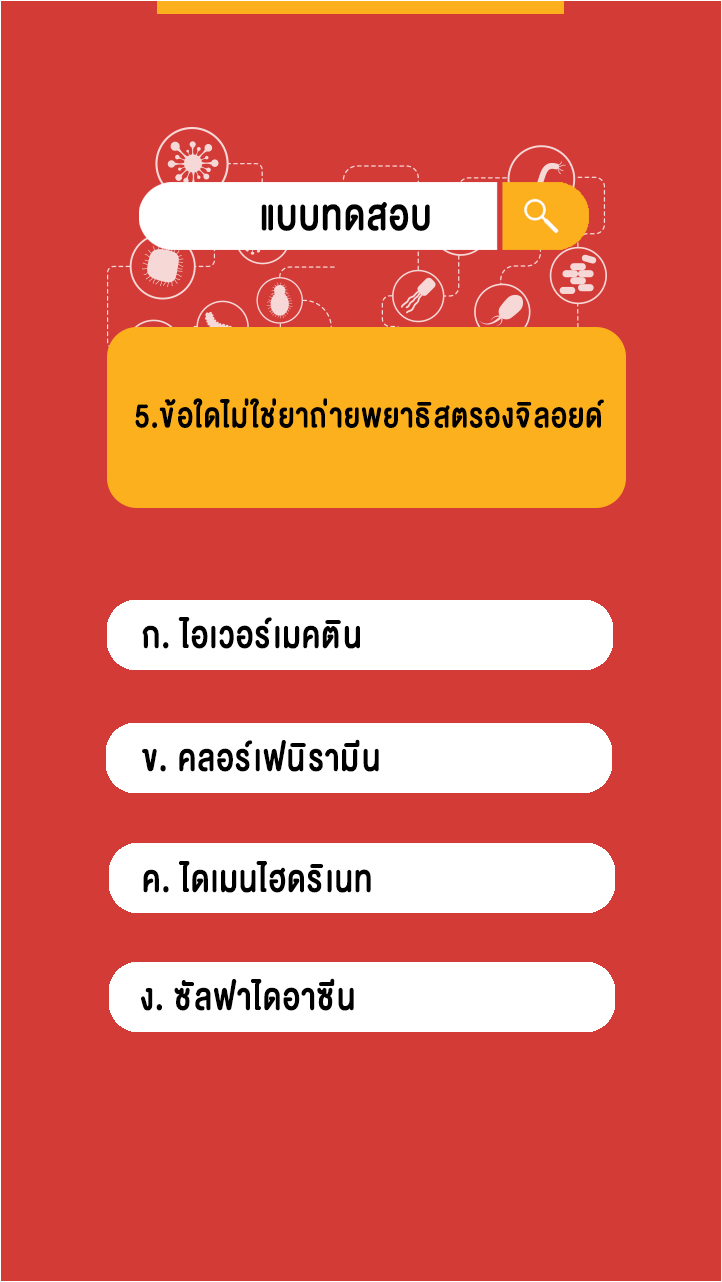 แบบทดสอบ
5.ข้อใดไม่ใช่ยาถ่ายพยาธิสตรองจิลอยด์
ก. ไอเวอร์เมคติน
ข. คลอร์เฟนิรามีน
ค. ไดเมนไฮดริเนท
ง. ซัลฟาไดอาซีน